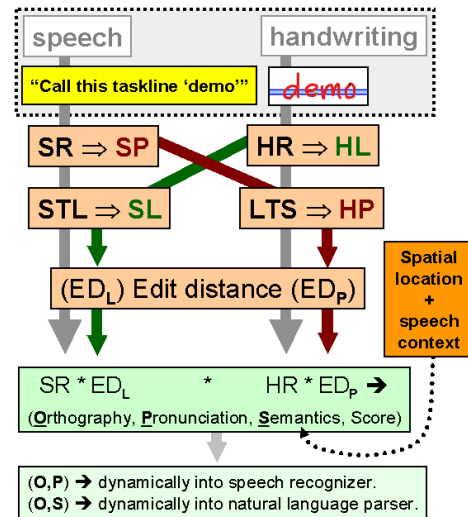 speech handwriting
“Call this taskline ‘demo’” demo
SR ⇒ SP HR ⇒ HL
STL ⇒ SL LTS ⇒ HP
(EDL) Edit distance (EDP)
Spatial
location
+
speech
context
SR * EDL * HR * EDP ➔
(Orthography, Pronunciation, Semantics, Score)
(O,P) ➔ dynamically into speech recognizer.
(O,S) ➔ dynamically into natural language parser.